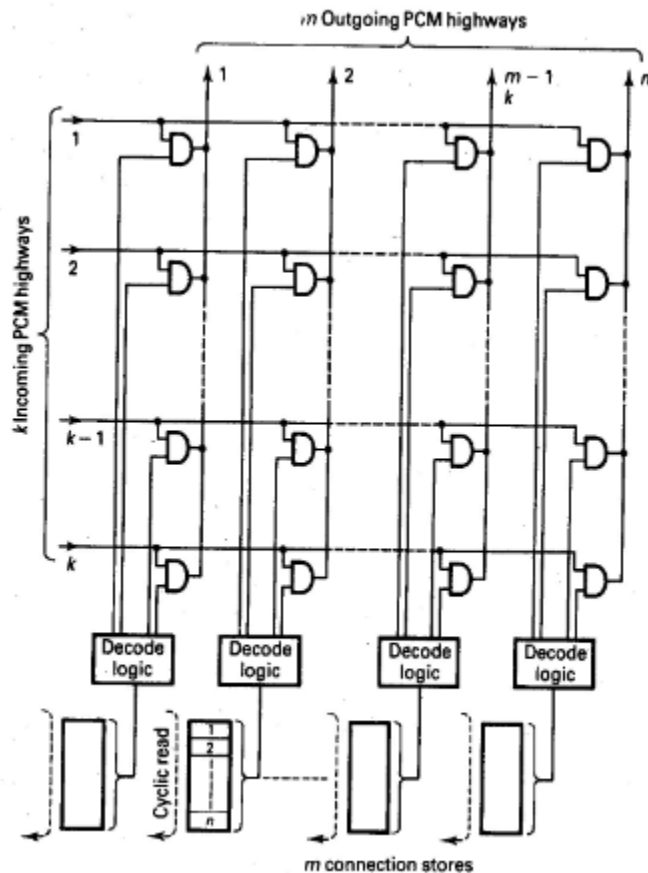 m Outgoing PCM highways
1
2
m – 1
k
m
k Incoming PCM highways
1
2
k – 1
k
Decode logic
Decode logic
Decode logic
Decode logic
Cyclic read
1
2
n
m connection stores